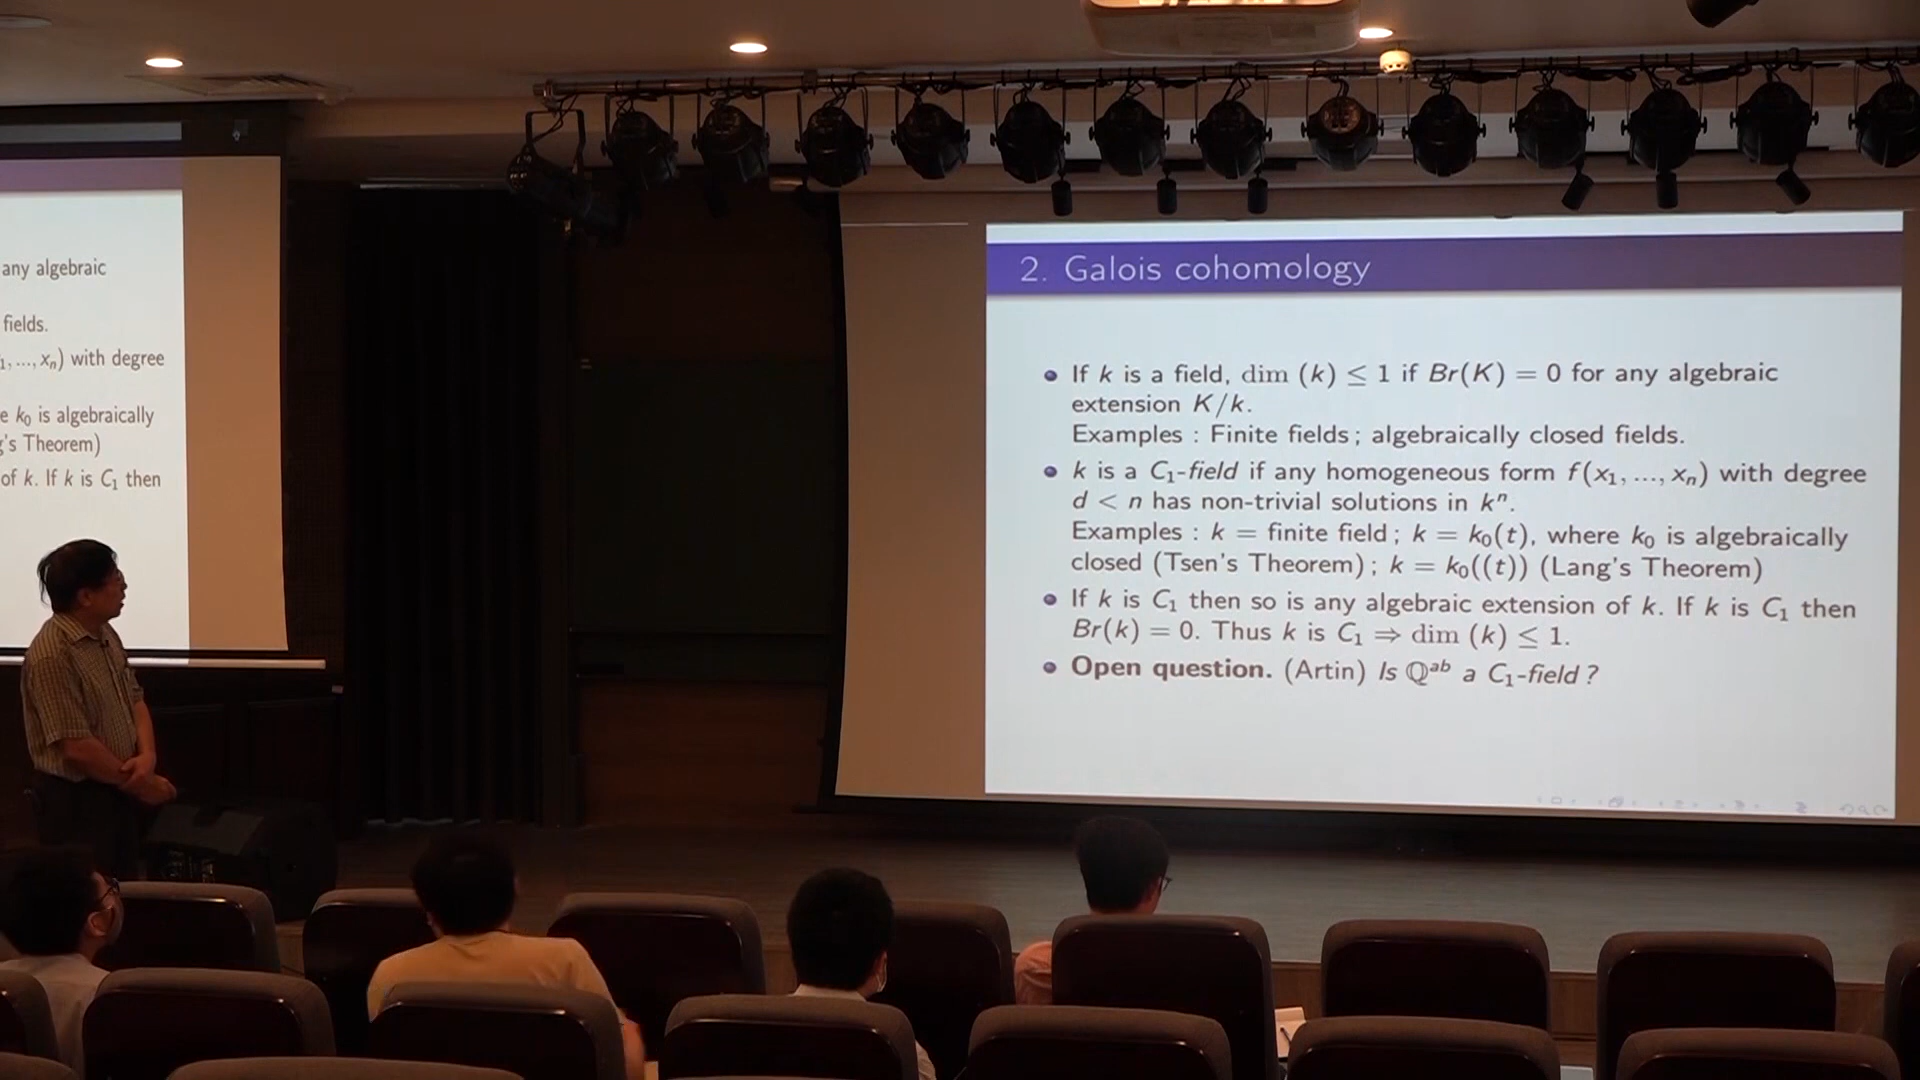 any algebraic
fields.
1, ..., xₙ) with degree
e k₀ is algebraically
's Theorem)
of k. If k is C₁ then
2. Galois cohomology
• If k is a field, dim (k) ≤ 1 if Br(K) = 0 for any algebraic
extension K/k.
Examples : Finite fields ; algebraically closed fields.
• k is a C₁-field if any homogeneous form f(x₁, ..., xₙ) with degree
d < n has non-trivial solutions in kⁿ.
Examples : k = finite field ; k = k₀(t), where k₀ is algebraically
closed (Tsen's Theorem) ; k = k₀((t)) (Lang's Theorem)
• If k is C₁ then so is any algebraic extension of k. If k is C₁ then
Br(k) = 0. Thus k is C₁ ⇒ dim (k) ≤ 1.
• Open question. (Artin) Is ℚᵃᵇ a C₁-field ?